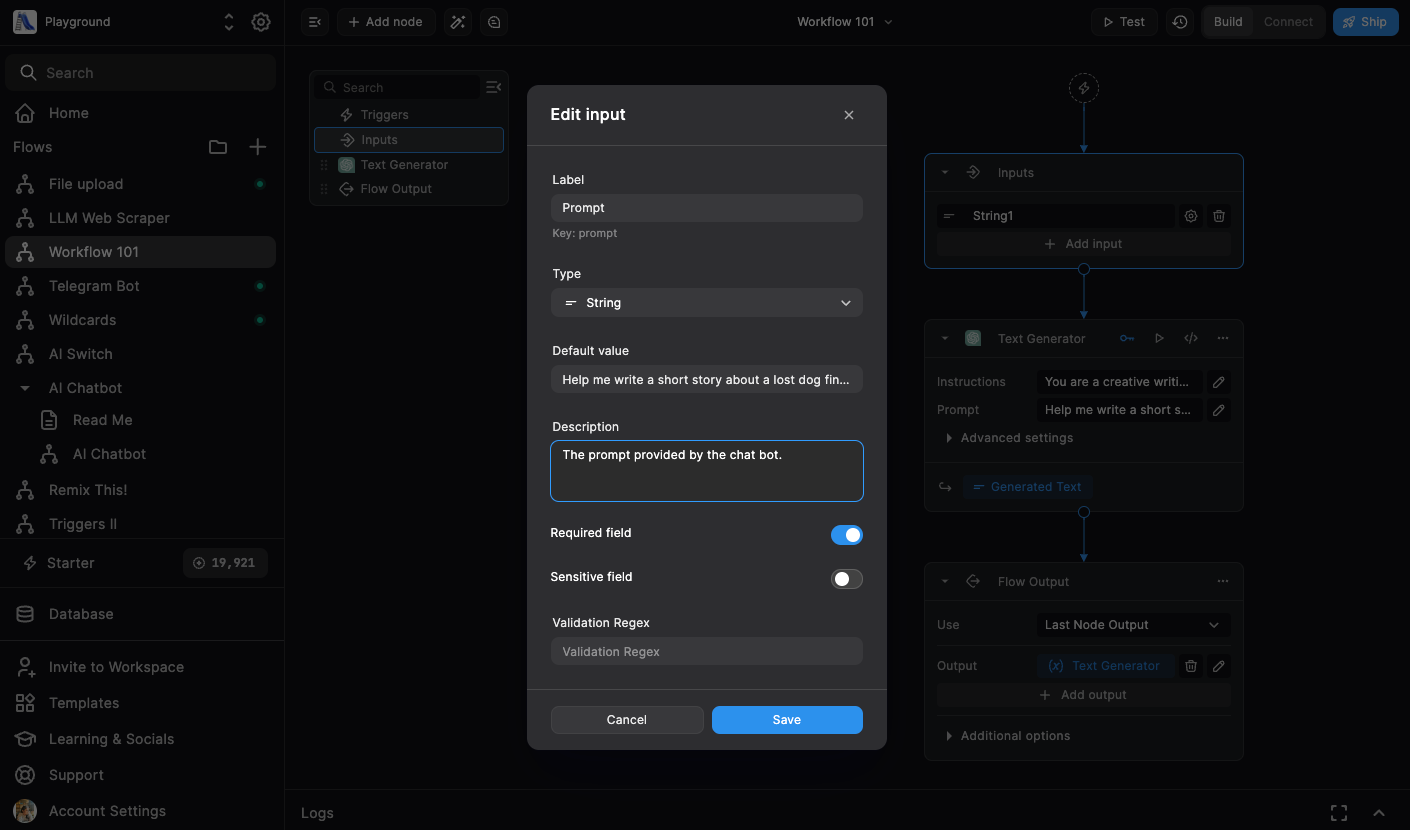 Playground
Search
Home
Flows
File upload
LLM Web Scraper
Workflow 101
Telegram Bot
Wildcards
AI Switch
AI Chatbot
Read Me
AI Chatbot
Remix This!
Triggers II
Starter
19,921
Database
Invite to Workspace
Templates
Learning & Socials
Support
Account Settings
Add node
Workflow 101
Test
Build
Connect
Ship
Search
Triggers
Inputs
Text Generator
Flow Output
Edit input
Label
Prompt
Key: prompt
Type
String
Default value
Help me write a short story about a lost dog fin...
Description
The prompt provided by the chat bot.
Required field
Sensitive field
Validation Regex
Validation Regex
Cancel
Save
Inputs
String1
Add input
Text Generator
Instructions
You are a creative writi...
Prompt
Help me write a short s...
Advanced settings
Generated Text
Flow Output
Use
Last Node Output
Output
(x) Text Generator
Add output
Additional options
Logs